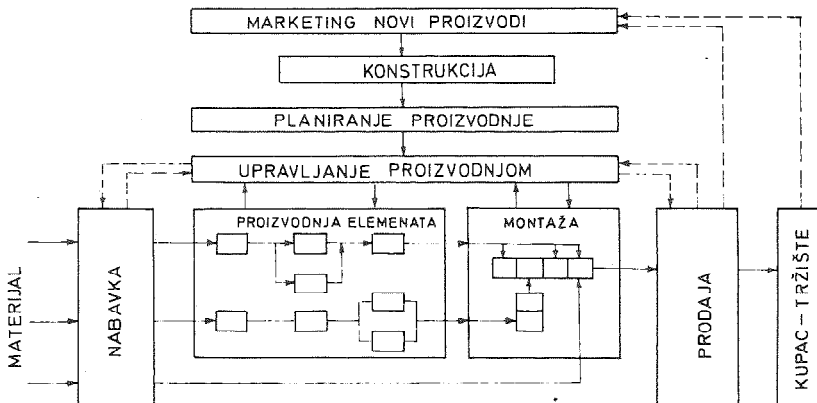 MARKETING NOVI PROIZVODI
KONSTRUKCIJA
PLANIRANJE PROIZVODNJE
UPRAVLJANJE PROIZVODNJOM
PROIZVODNJA ELEMENATA
MONTAŽA
MATERIJAL
NABAVKA
PRODAJA
KUPAC – TRŽIŠTE